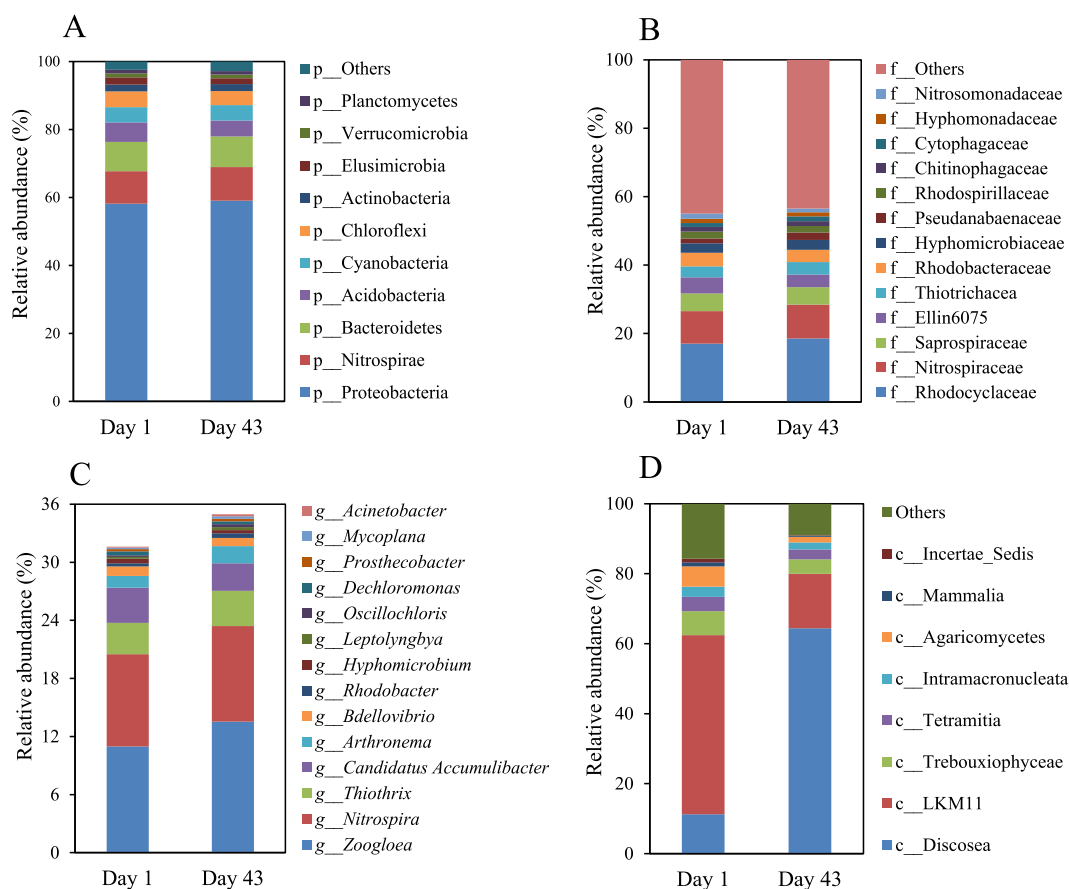 A
Relative abundance (%)
100
80
60
40
20
0
Day 1
Day 43
p__Others
p__Planctomycetes
p__Verrucomicrobia
p__Elusimicrobia
p__Actinobacteria
p__Chloroflexi
p__Cyanobacteria
p__Acidobacteria
p__Bacteroidetes
p__Nitrospirae
p__Proteobacteria
B
Relative abundance (%)
100
80
60
40
20
0
Day 1
Day 43
f__Others
f__Nitrosomonadaceae
f__Hyphomonadaceae
f__Cytophagaceae
f__Chitinophagaceae
f__Rhodospirillaceae
f__Pseudanabaenaceae
f__Hyphomicrobiaceae
f__Rhodobacteraceae
f__Thiotrichacea
f__Ellin6075
f__Saprospiraceae
f__Nitrospiraceae
f__Rhodocyclaceae
C
Relative abundance (%)
36
30
24
18
12
6
0
Day 1
Day 43
g__Acinetobacter
g__Mycoplana
g__Prosthecobacter
g__Dechloromonas
g__Oscillochloris
g__Leptolyngbya
g__Hyphomicrobium
g__Rhodobacter
g__Bdellovibrio
g__Arthronema
g__Candidatus Accumulibacter
g__Thiothrix
g__Nitrospira
g__Zoogloea
D
Relative abundance (%)
100
80
60
40
20
0
Day 1
Day 43
Others
c__Incertae_Sedis
c__Mammalia
c__Agaricomycetes
c__Intramacronucleata
c__Tetramitia
c__Trebouxiophyceae
c__LKM11
c__Discosea